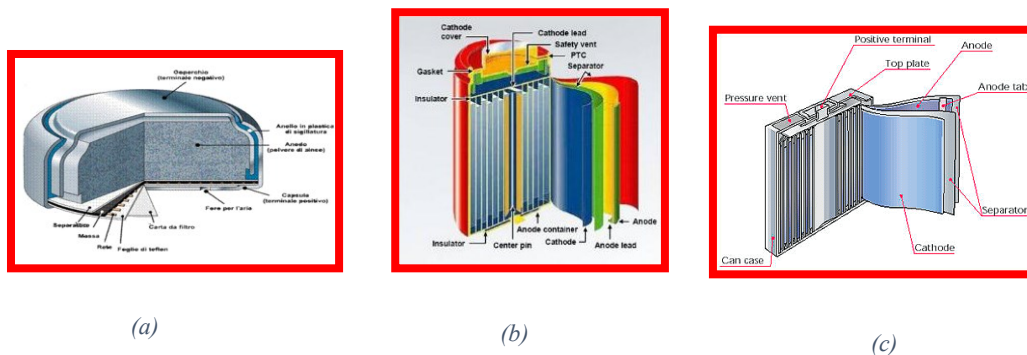 Coperchio
(terminale negativo)
Anello in plastica
di sigillatura
Anodo
(polvere di zinco)
Capsula
(terminale positivo)
Fore per l'aria
Separatore
Massa
Rete
Foglio di teflon
Carta da filtro
(a)
Cathode
cover
Cathode lead
Safety vent
PTC
Separator
Gasket
Insulator
Insulator
Center pin
Anode container
Cathode
Anode lead
Anode
(b)
Positive terminal
Anode
Top plate
Anode tab
Pressure vent
Separator
Cathode
Can case
(c)